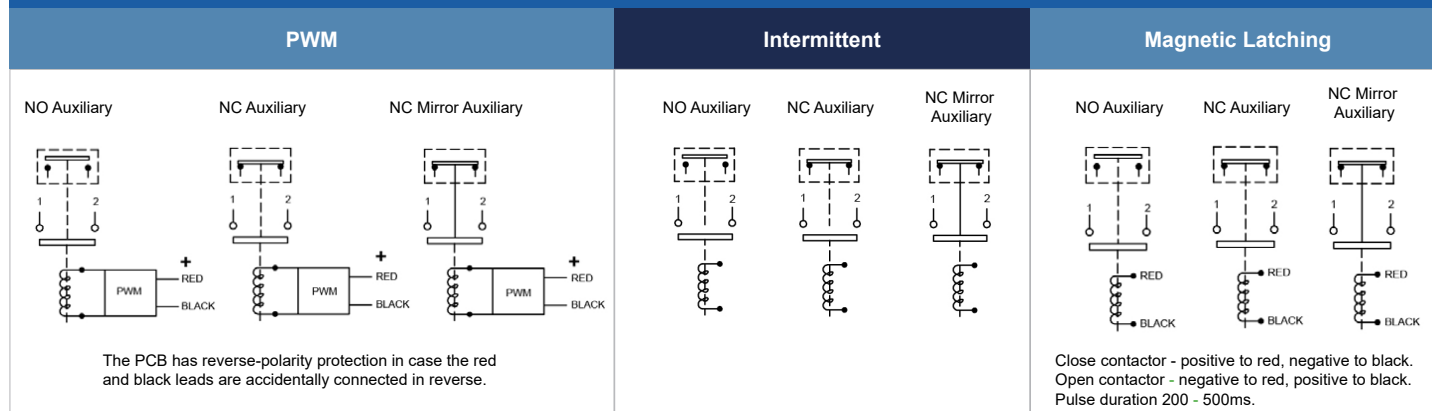 PWM
NO Auxiliary
NC Auxiliary
NC Mirror Auxiliary
1
2
1
2
1
2
+
RED
PWM
BLACK
+
RED
PWM
BLACK
+
RED
PWM
BLACK
The PCB has reverse-polarity protection in case the red
and black leads are accidentally connected in reverse.
Intermittent
NO Auxiliary
NC Auxiliary
NC Mirror
Auxiliary
1
2
1
2
1
2
Magnetic Latching
NO Auxiliary
NC Auxiliary
NC Mirror
Auxiliary
1
2
1
2
1
2
RED
BLACK
RED
BLACK
RED
BLACK
Close contactor - positive to red, negative to black.
Open contactor - negative to red, positive to black.
Pulse duration 200 - 500ms.